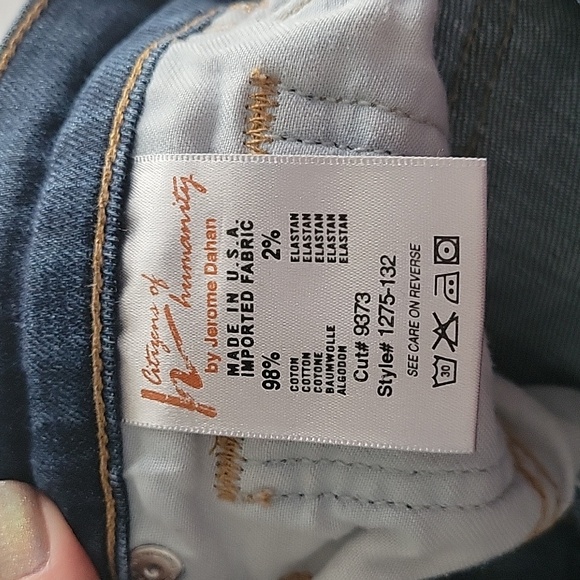 Citizens of
humanity
by Jerome Dahan
MADE IN U.S.A.
IMPORTED FABRIC
98% 2%
COTON ELASTAN
COTTON ELASTAN
COTONE ELASTAN
BAUMWOLLE ELASTAN
ALGODON ELASTAN
Cut# 9373
Style# 1275-132
SEE CARE ON REVERSE
30